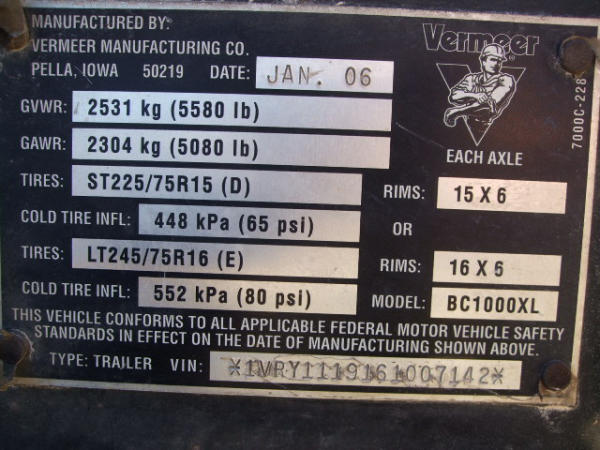 MANUFACTURED BY:
VERMEER MANUFACTURING CO.
PELLA, IOWA 50219 DATE: JAN. 06
Vermeer®
7000C-228
GVWR: 2531 kg (5580 lb)
GAWR: 2304 kg (5080 lb) EACH AXLE
TIRES: ST225/75R15 (D) RIMS: 15 X 6
COLD TIRE INFL: 448 kPa (65 psi) OR
TIRES: LT245/75R16 (E) RIMS: 16 X 6
COLD TIRE INFL: 552 kPa (80 psi) MODEL: BC1000XL
THIS VEHICLE CONFORMS TO ALL APPLICABLE FEDERAL MOTOR VEHICLE SAFETY
STANDARDS IN EFFECT ON THE DATE OF MANUFACTURING SHOWN ABOVE.
TYPE: TRAILER VIN: *1VRY1119161007142*